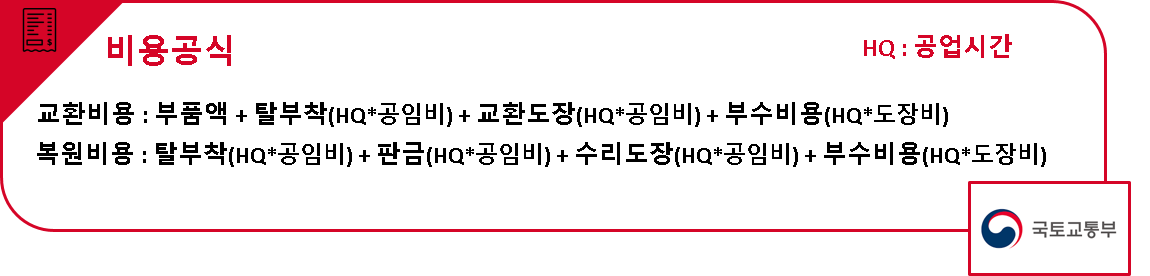 비용공식
HQ : 공업시간
교환비용 : 부품액 + 탈부착(HQ*공임비) + 교환도장(HQ*공임비) + 부수비용(HQ*도장비)
복원비용 : 탈부착(HQ*공임비) + 판금(HQ*공임비) + 수리도장(HQ*공임비) + 부수비용(HQ*도장비)
국토교통부